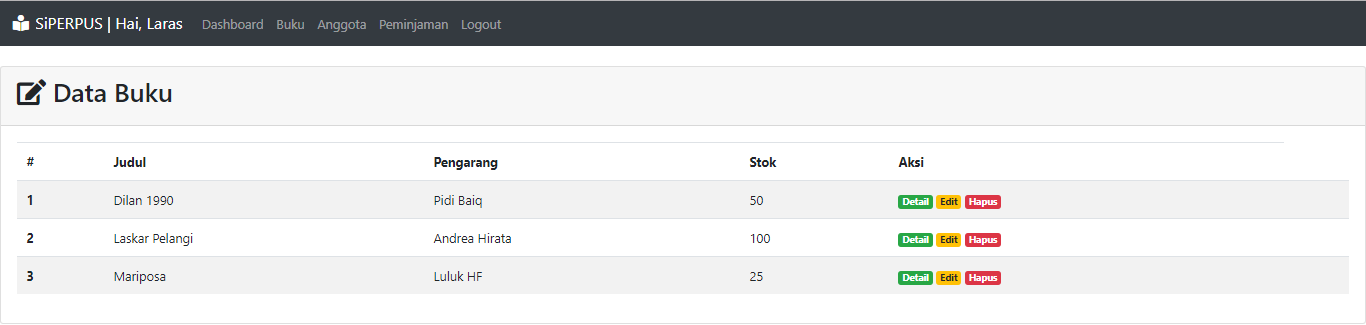 SiPERPUS | Hai, Laras Dashboard Buku Anggota Peminjaman Logout
Data Buku
# Judul Pengarang Stok Aksi
1 Dilan 1990 Pidi Baiq 50 Detail Edit Hapus
2 Laskar Pelangi Andrea Hirata 100 Detail Edit Hapus
3 Mariposa Luluk HF 25 Detail Edit Hapus